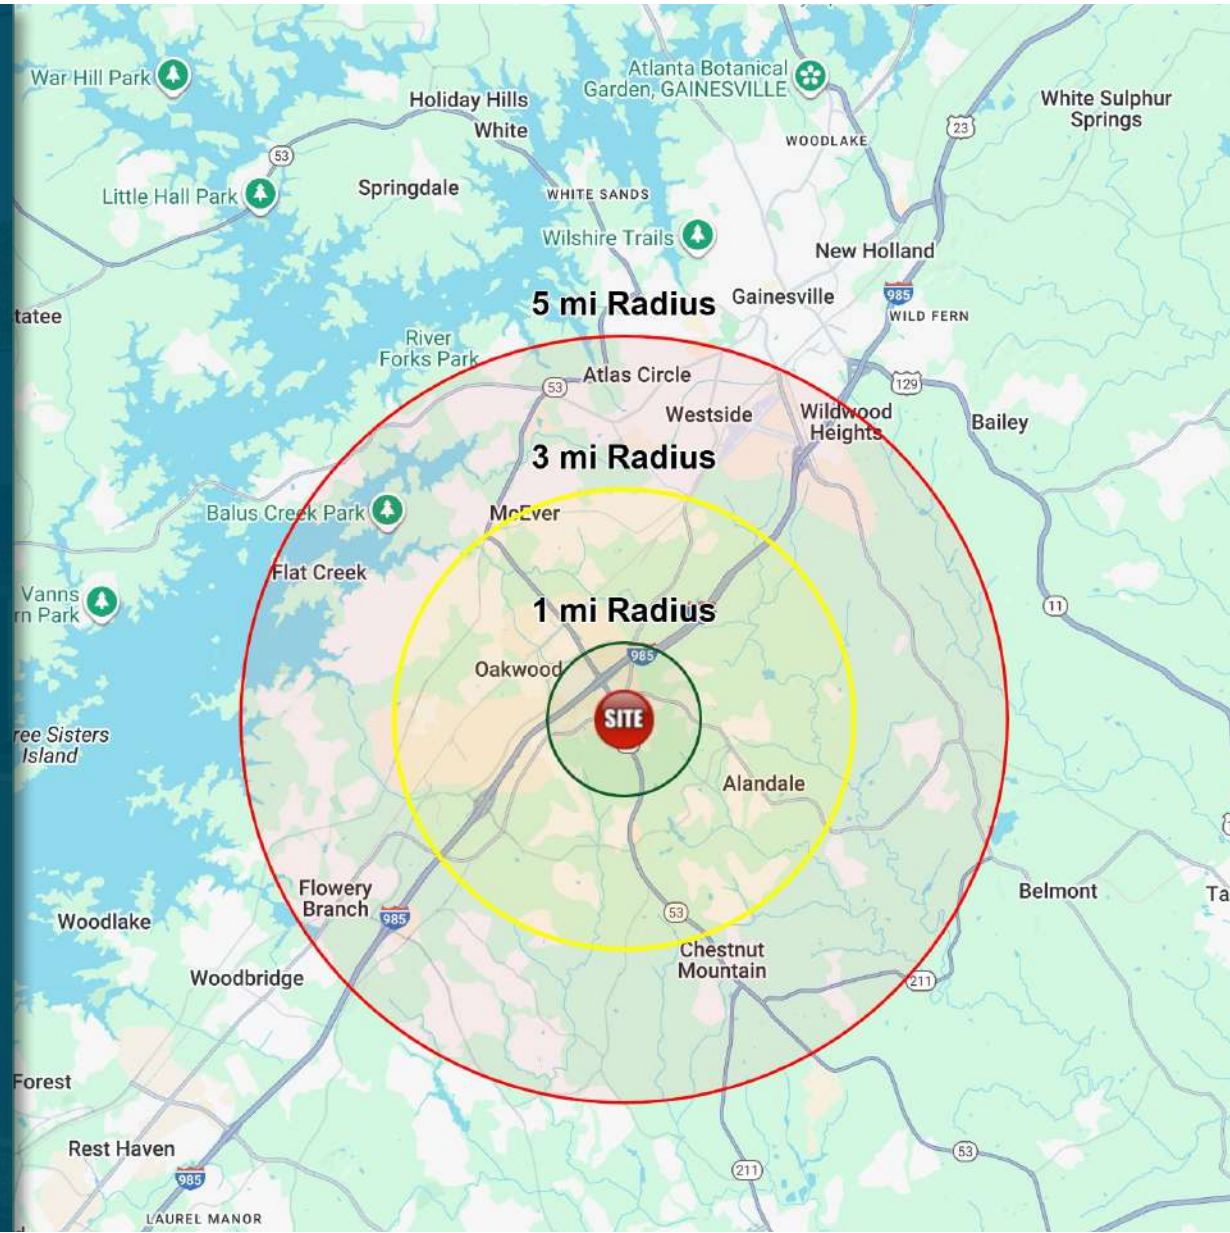 War Hill Park
Atlanta Botanical
Garden, GAINESVILLE
Holiday Hills
White
23
White Sulphur
Springs
WOODLAKE
53
Little Hall Park
Springdale
WHITE SANDS
Wilshire Trails
New Holland
5 mi Radius
Gainesville
985
WILD FERN
tatee
River
Forks Park
53
Atlas Circle
129
Westside
Wildwood
Heights
Bailey
3 mi Radius
Balus Creek Park
McEver
Flat Creek
Vanns
rn Park
11
1 mi Radius
985
Oakwood
SITE
ree Sisters
Island
Alandale
Flowery
Branch
985
53
Belmont
Ta
Woodlake
Chestnut
Mountain
Woodbridge
211
Forest
Rest Haven
53
985
211
LAUREL MANOR